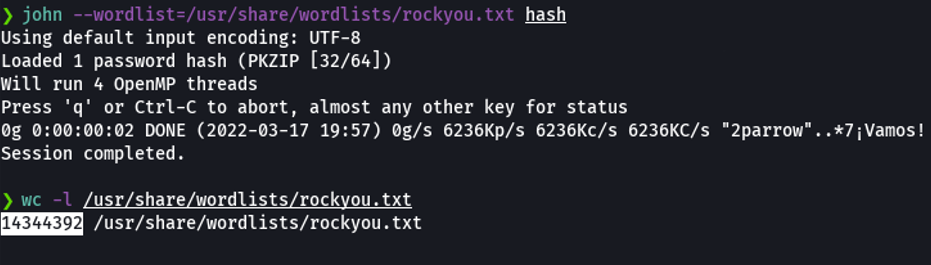 ❯ john --wordlist=/usr/share/wordlists/rockyou.txt hash
Using default input encoding: UTF-8
Loaded 1 password hash (PKZIP [32/64])
Will run 4 OpenMP threads
Press 'q' or Ctrl-C to abort, almost any other key for status
0g 0:00:00:02 DONE (2022-03-17 19:57) 0g/s 6236Kp/s 6236Kc/s 6236KC/s "2parrow"..*7¡Vamos!
Session completed.
❯ wc -l /usr/share/wordlists/rockyou.txt
14344392 /usr/share/wordlists/rockyou.txt